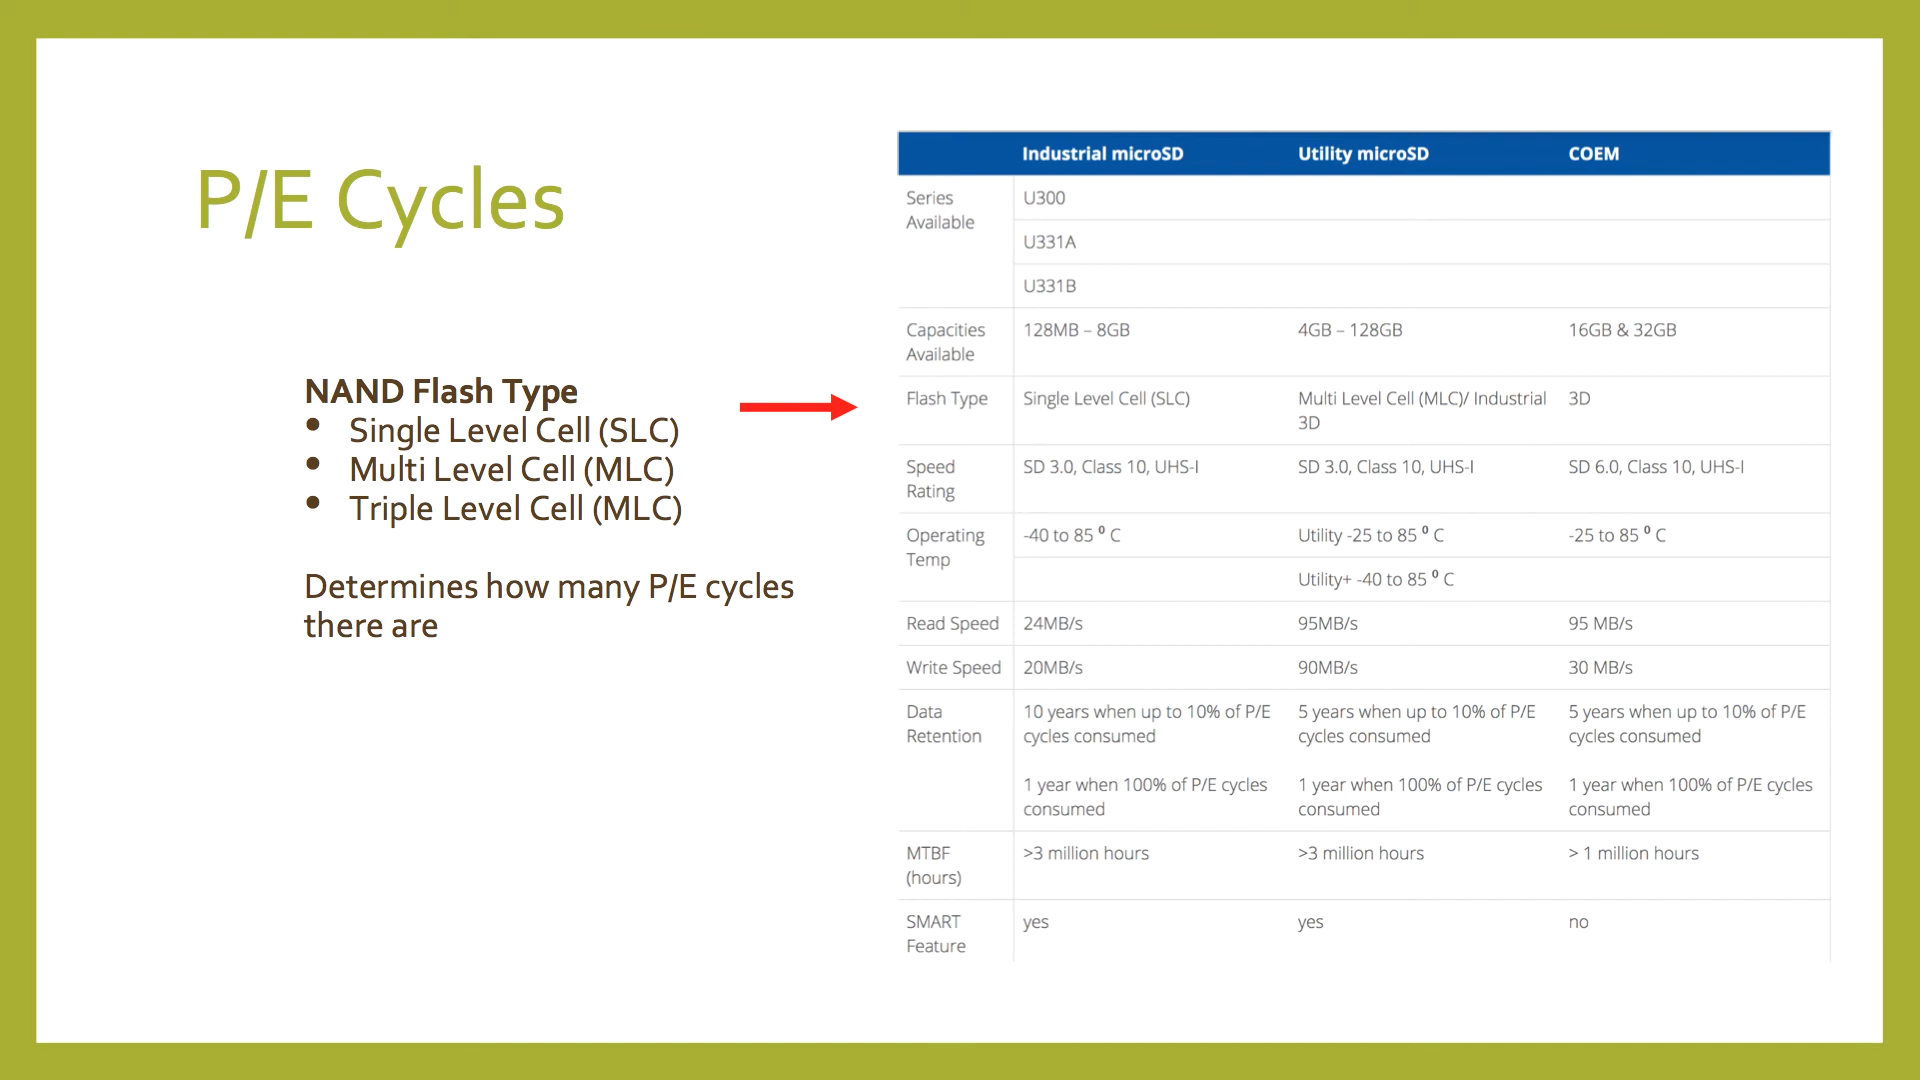 P/E Cycles
NAND Flash Type
• Single Level Cell (SLC)
• Multi Level Cell (MLC)
• Triple Level Cell (MLC)
Determines how many P/E cycles
there are
Industrial microSD Utility microSD COEM
Series
Available
U300
U331A
U331B
Capacities
Available
128MB – 8GB
4GB – 128GB
16GB & 32GB
Flash Type
Single Level Cell (SLC)
Multi Level Cell (MLC)/ Industrial
3D
3D
Speed
Rating
SD 3.0, Class 10, UHS-I
SD 3.0, Class 10, UHS-I
SD 6.0, Class 10, UHS-I
Operating
Temp
-40 to 85 ⁰ C
Utility -25 to 85 ⁰ C
-25 to 85 ⁰ C
Utility+ -40 to 85 ⁰ C
Read Speed
24MB/s
95MB/s
95 MB/s
Write Speed
20MB/s
90MB/s
30 MB/s
Data
Retention
10 years when up to 10% of P/E
cycles consumed
5 years when up to 10% of P/E
cycles consumed
5 years when up to 10% of P/E
cycles consumed
1 year when 100% of P/E cycles
consumed
1 year when 100% of P/E cycles
consumed
1 year when 100% of P/E cycles
consumed
MTBF
(hours)
>3 million hours
>3 million hours
> 1 million hours
SMART
Feature
yes
yes
no